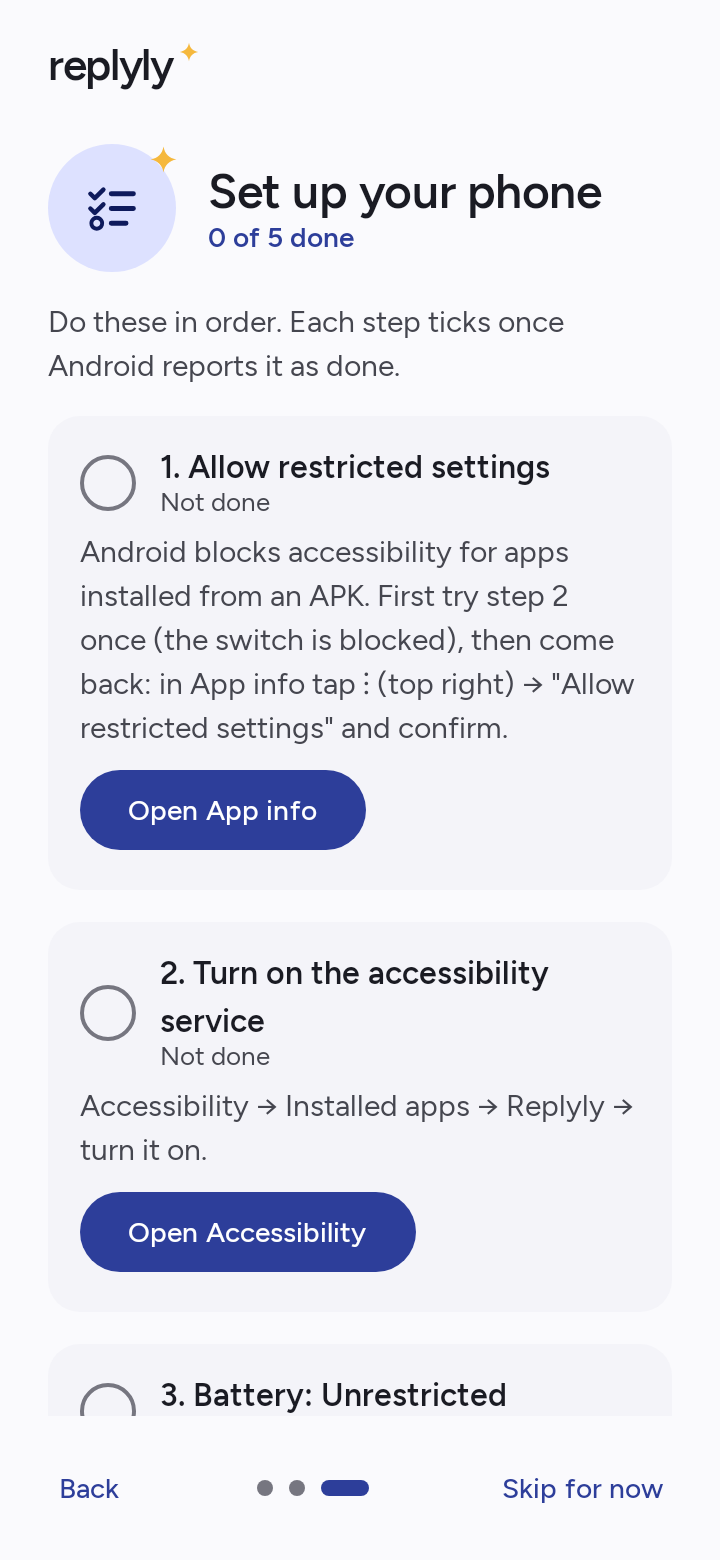 replyly
Set up your phone
0 of 5 done
Do these in order. Each step ticks once
Android reports it as done.
1. Allow restricted settings
Not done
Android blocks accessibility for apps
installed from an APK. First try step 2
once (the switch is blocked), then come
back: in App info tap ⋮ (top right) → "Allow
restricted settings" and confirm.
Open App info
2. Turn on the accessibility
service
Not done
Accessibility → Installed apps → Replyly →
turn it on.
Open Accessibility
3. Battery: Unrestricted
Back
Skip for now